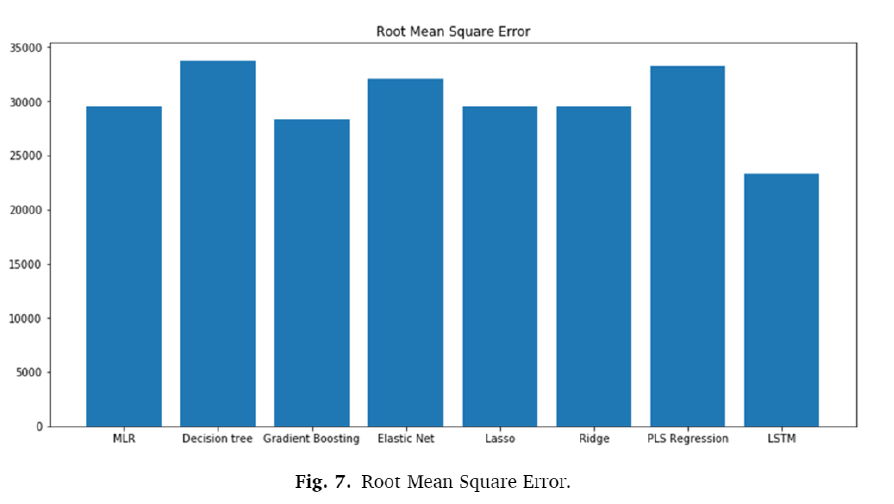 Root Mean Square Error
35000
30000
25000
20000
15000
10000
5000
0
MLR Decision tree Gradient Boosting Elastic Net Lasso Ridge PLS Regression LSTM
Fig. 7. Root Mean Square Error.